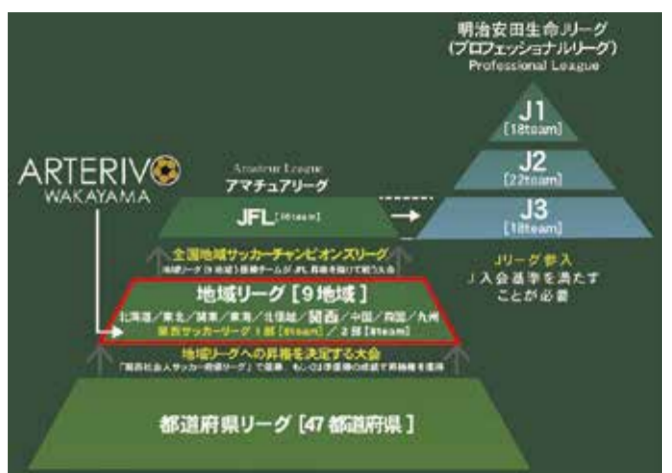 明治安田生命Jリーグ
(プロフェッショナルリーグ)
Professional League
J1
[18team]
J2
[22team]
J3
[18team]
Jリーグ参入
J入会基準を満たす
ことが必要
ARTERIVO
WAKAYAMA
Amateur League
アマチュアリーグ
JFL
全国地域サッカーチャンピオンズリーグ
地域リーグ[9地域]
北海道／東北／関東／東海／北信越／関西／中国／四国／九州
関西サッカーリーグ1部[8team]／2部[8team]
地域リーグへの昇格を決定する大会
都道府県リーグ[47都道府県]